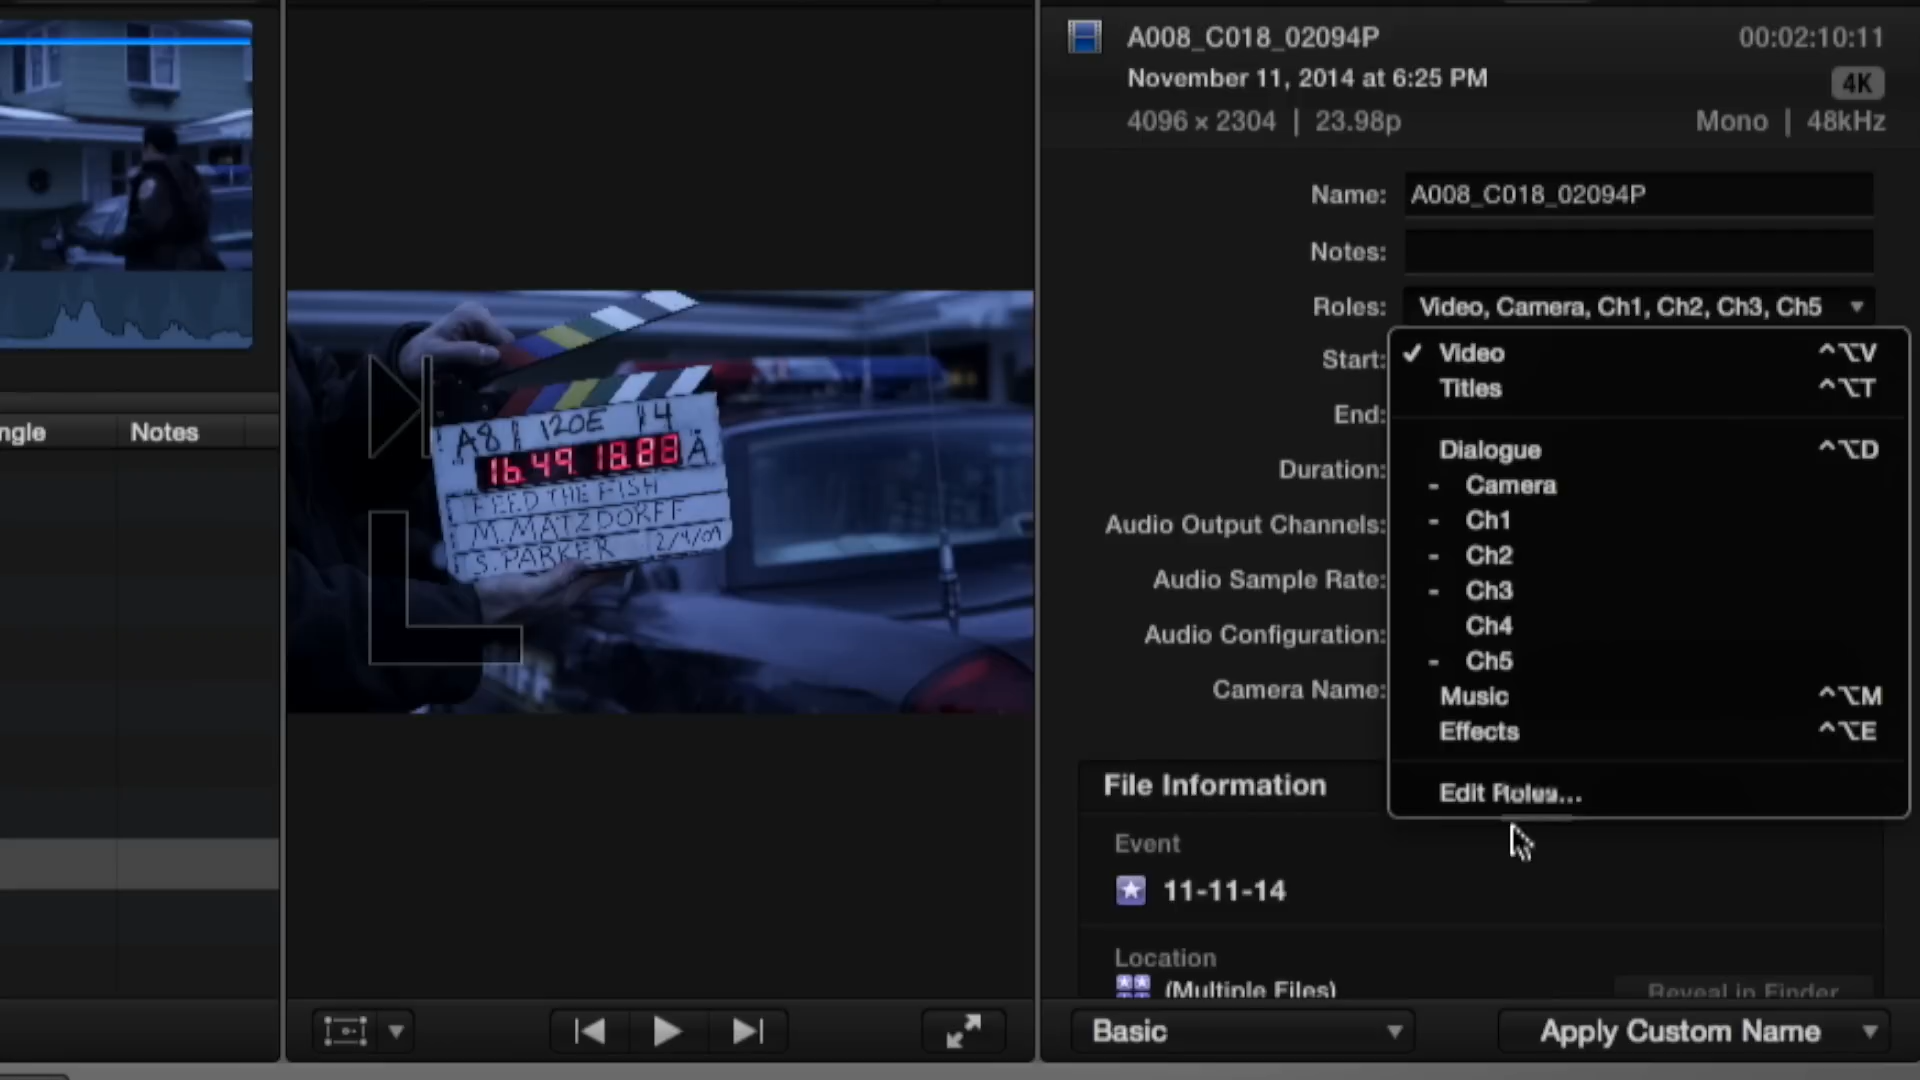 A008_C018_02094P 00:02:10:11
November 11, 2014 at 6:25 PM 4K
4096 × 2304 | 23.98p Mono | 48kHz
Name: A008_C018_02094P
Notes:
Roles: Video, Camera, Ch1, Ch2, Ch3, Ch5
Start:
End:
Duration:
Audio Output Channels:
Audio Sample Rate:
Audio Configuration:
Camera Name:
✓ Video ^⌥V
Titles ^⌥T
Dialogue ^⌥D
- Camera
- Ch1
- Ch2
- Ch3
Ch4
- Ch5
Music ^⌥M
Effects ^⌥E
Edit Roles...
File Information
Event
11-11-14
Location
(Multiple Files)
Reveal in Finder
Basic
Apply Custom Name
ngle Notes
A8 120E 14
16 49 18 88 A
FEED THE FISH
M. MATZDORFF
S. PARKER 2/4/09